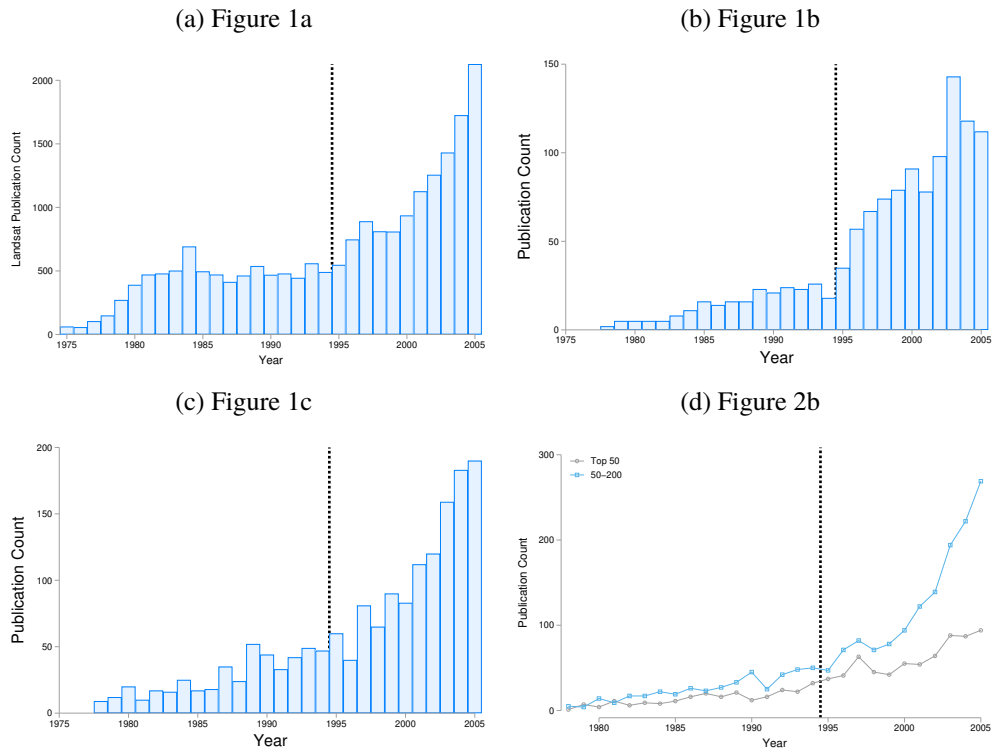 (a) Figure 1a
Landsat Publication Count
2000
1500
1000
500
0
1975 1980 1985 1990 1995 2000 2005
Year
(b) Figure 1b
Publication Count
150
100
50
0
1975 1980 1985 1990 1995 2000 2005
Year
(c) Figure 1c
Publication Count
200
150
100
50
0
1975 1980 1985 1990 1995 2000 2005
Year
(d) Figure 2b
Top 50
50–200
Publication Count
300
200
100
0
1980 1985 1990 1995 2000 2005
Year